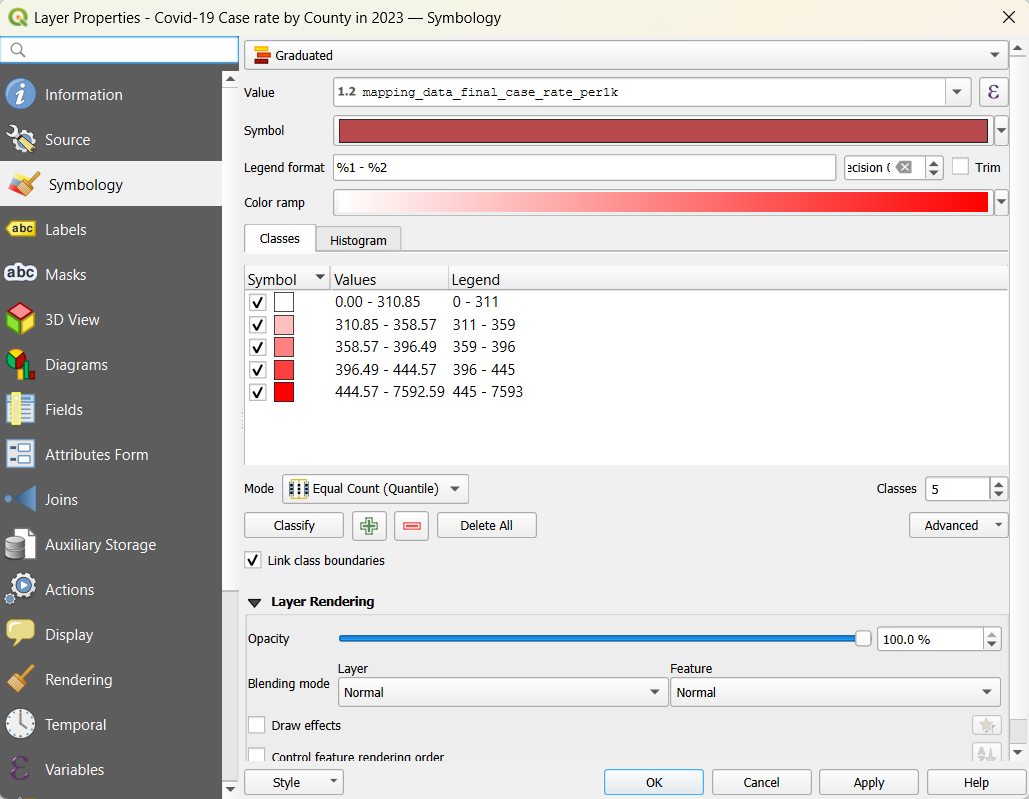 Layer Properties - Covid-19 Case rate by County in 2023 — Symbology
Information
Source
Symbology
abc Labels
abc Masks
3D View
Diagrams
Fields
Attributes Form
Joins
Auxiliary Storage
Actions
Display
Rendering
Temporal
ε Variables
Graduated
Value 1.2 mapping_data_final_case_rate_per1k ε
Symbol
Legend format %1 - %2 ecision 0 Trim
Color ramp
Classes Histogram
Symbol Values Legend
0.00 - 310.85 0 - 311
310.85 - 358.57 311 - 359
358.57 - 396.49 359 - 396
396.49 - 444.57 396 - 445
444.57 - 7592.59 445 - 7593
Mode Equal Count (Quantile) Classes 5
Classify Delete All Advanced
Link class boundaries
Layer Rendering
Opacity 100.0 %
Layer Feature
Blending mode Normal Normal
Draw effects
Control feature rendering order
Style OK Cancel Apply Help